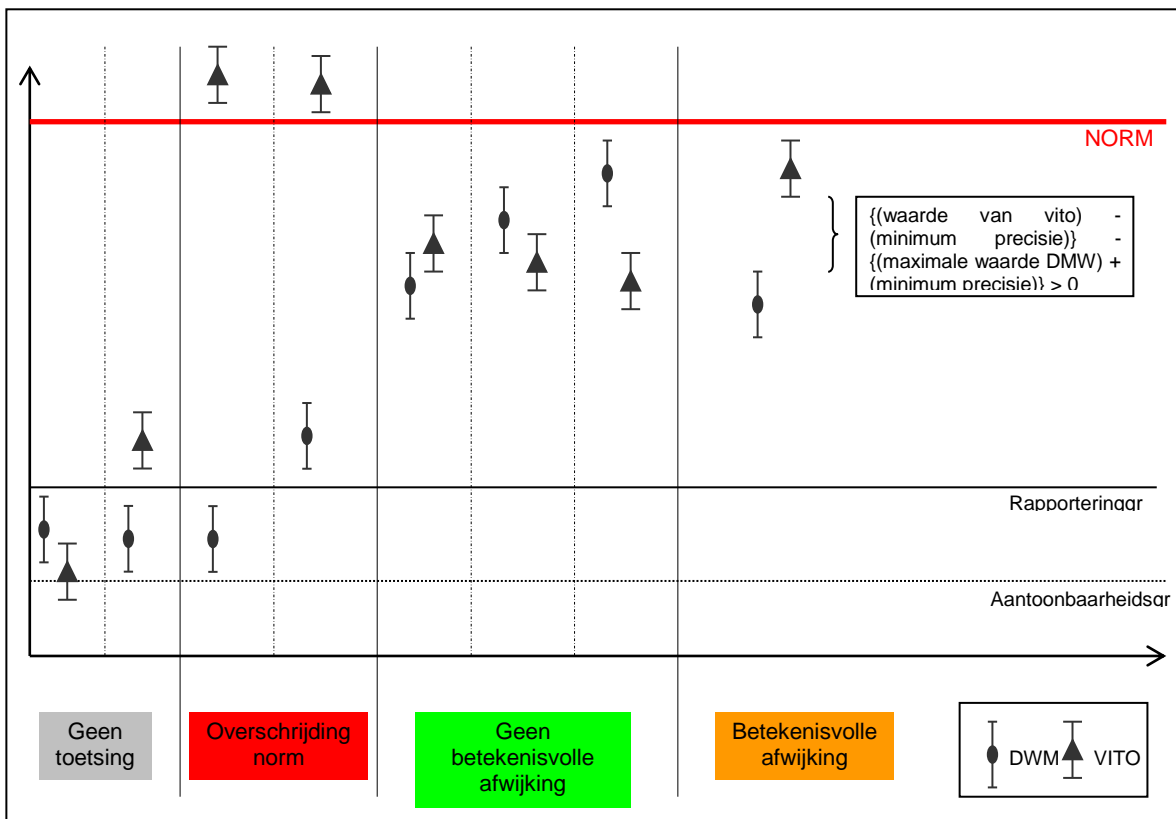 NORM
{(waarde van vito) -
(minimum precisie)} -
{(maximale waarde DMW) +
(minimum precisie)} > 0
Rapporteringgr
Aantoonbaarheidsgr
Geen
toetsing
Overschrijding
norm
Geen
betekenisvolle
afwijking
Betekenisvolle
afwijking
DWM
VITO